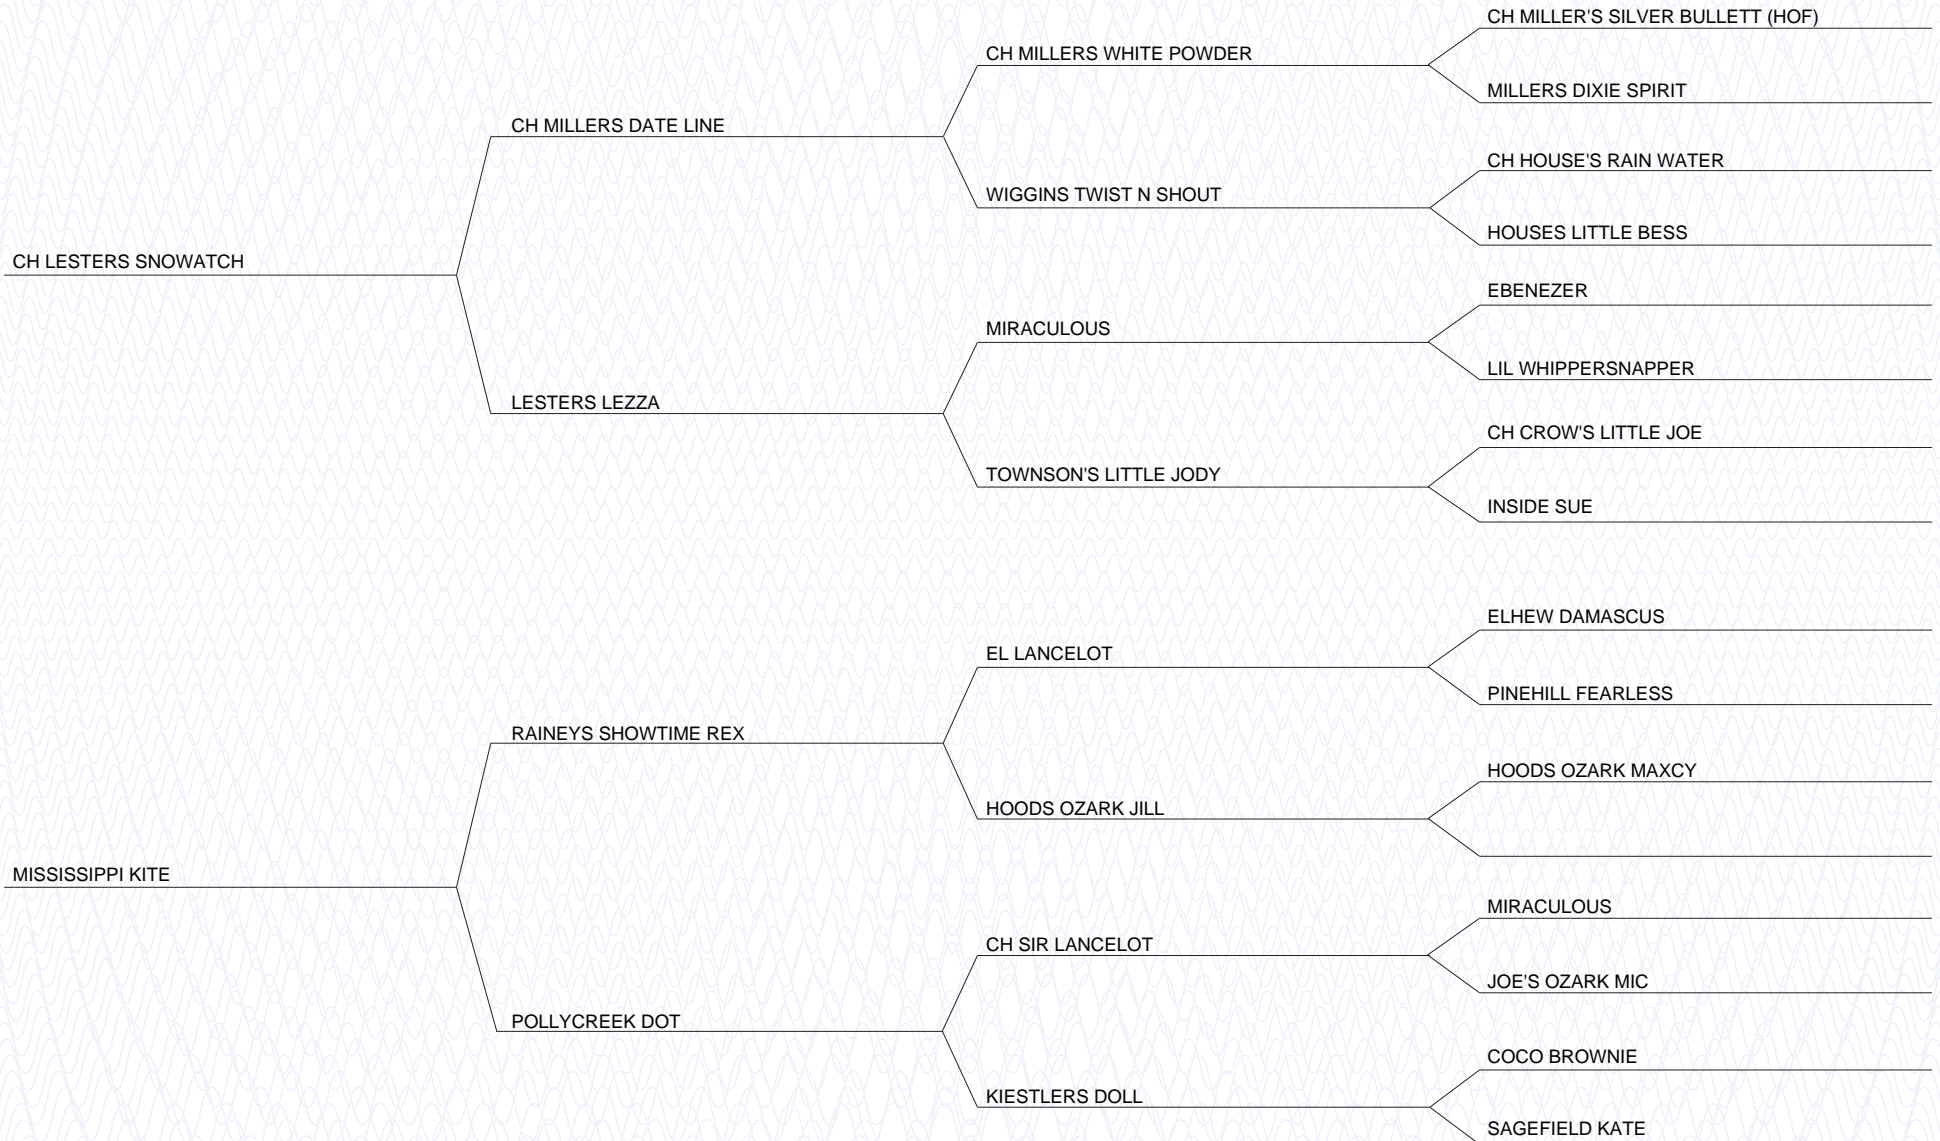 CH MILLER'S SILVER BULLETT (HOF)
CH MILLERS WHITE POWDER
MILLERS DIXIE SPIRIT
CH MILLERS DATE LINE
CH HOUSE'S RAIN WATER
WIGGINS TWIST N SHOUT
HOUSES LITTLE BESS
CH LESTERS SNOWATCH
EBENEZER
MIRACULOUS
LIL WHIPPERSNAPPER
LESTERS LEZZA
CH CROW'S LITTLE JOE
TOWNSON'S LITTLE JODY
INSIDE SUE
ELHEW DAMASCUS
EL LANCELOT
PINEHILL FEARLESS
RAINEYS SHOWTIME REX
HOODS OZARK MAXCY
HOODS OZARK JILL
MISSISSIPPI KITE
MIRACULOUS
CH SIR LANCELOT
JOE'S OZARK MIC
POLLYCREEK DOT
COCO BROWNIE
KIESTLERS DOLL
SAGEFIELD KATE